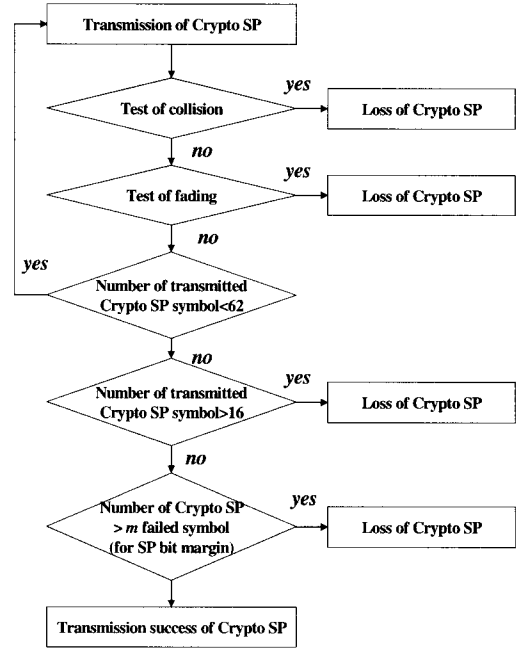 Transmission of Crypto SP
yes
Test of collision
Loss of Crypto SP
no
yes
Test of fading
Loss of Crypto SP
no
yes
Number of transmitted
Crypto SP symbol<62
no
yes
Number of transmitted
Crypto SP symbol>16
Loss of Crypto SP
no
yes
Number of Crypto SP
> m failed symbol
(for SP bit margin)
Loss of Crypto SP
Transmission success of Crypto SP